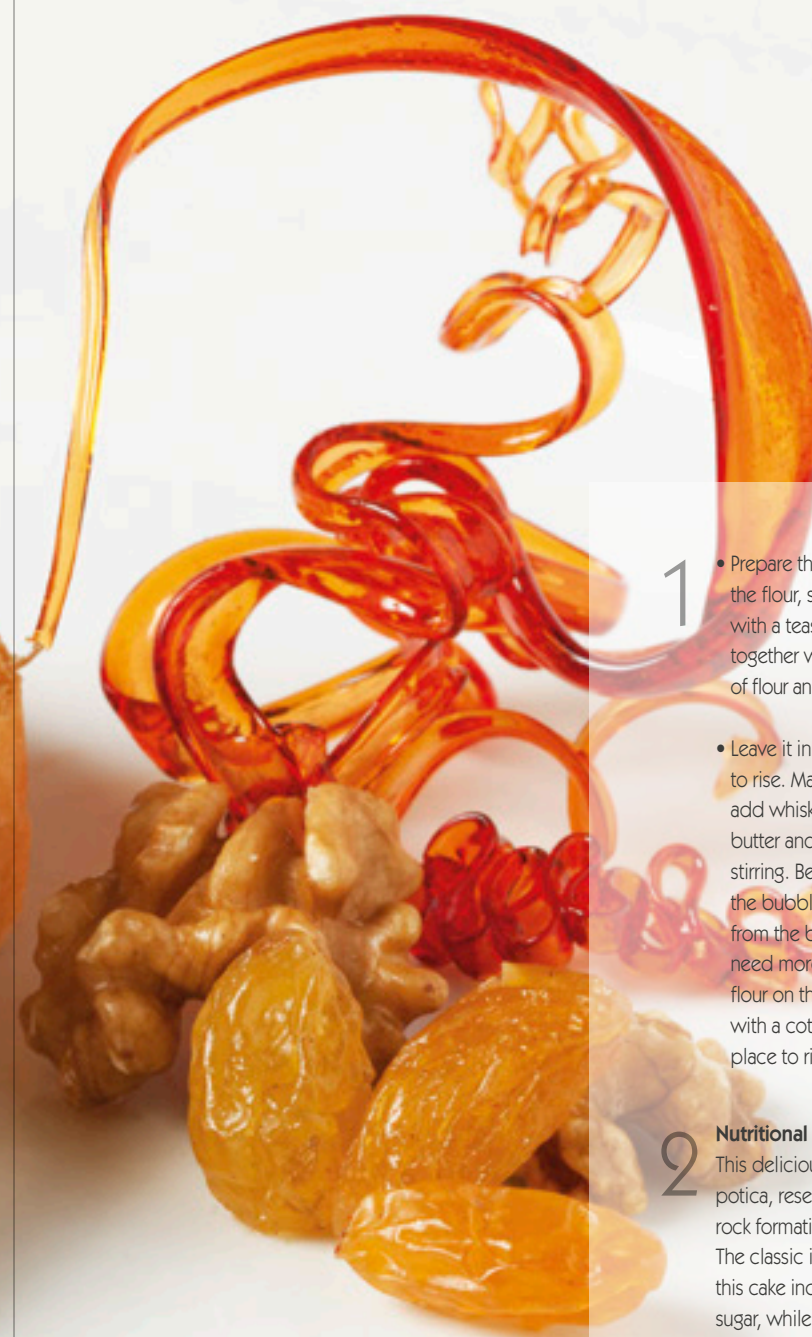 1
• Prepare th
the flour, s
with a teas
together w
of flour an
• Leave it in
to rise. Ma
add whisk
butter and
stirring. Be
the bubbl
from the b
need more
flour on th
with a cot
place to ri
2
Nutritional
This deliciou
potica, rese
rock formati
The classic i
this cake inc
sugar, while